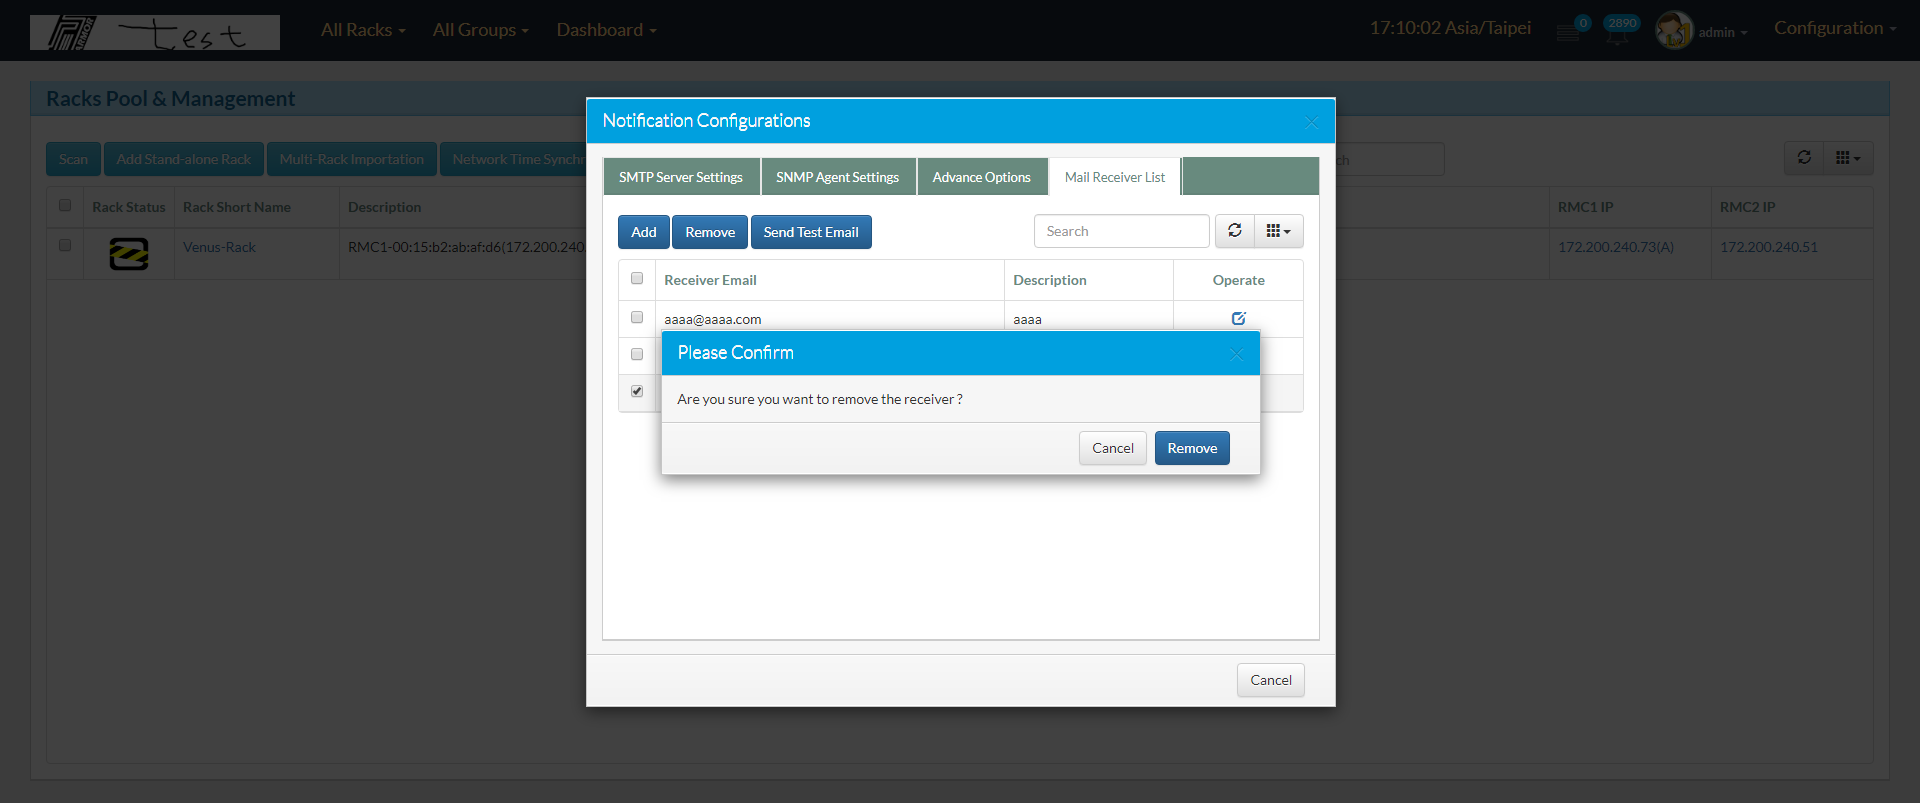 ARMOR test
All Racks
All Groups
Dashboard
17:10:02 Asia/Taipei
0
2890
admin
Configuration
Racks Pool & Management
Notification Configurations
×
Scan
Add Stand-alone Rack
Multi-Rack Importation
SMTP Server Settings
SNMP Agent Settings
Advance Options
Mail Receiver List
Rack Status
Rack Short Name
Description
RMC1 IP
RMC2 IP
Add
Remove
Send Test Email
Search
Venus-Rack
RMC1-00:15:b2:ab:af:d6(172.200.240.
172.200.240.73(A)
172.200.240.51
Receiver Email
Description
Operate
aaaa@aaaa.com
aaaa
Please Confirm
×
Are you sure you want to remove the receiver ?
Cancel
Remove
Cancel